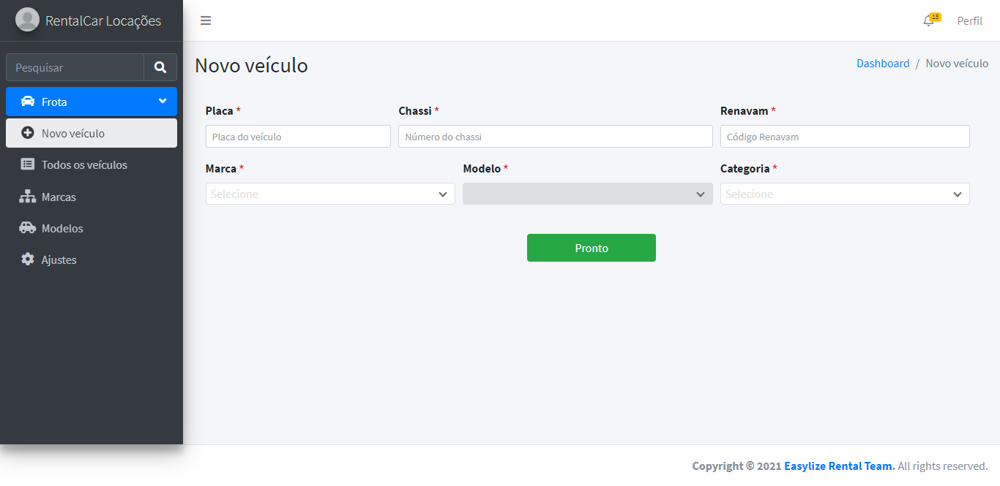 RentalCar Locações
15
Perfil
Pesquisar
Frota
Novo veículo
Todos os veículos
Marcas
Modelos
Ajustes
Novo veículo
Dashboard / Novo veículo
Placa * Chassi * Renavam *
Placa do veículo Número do chassi Código Renavam
Marca * Modelo * Categoria *
Selecione Selecione
Pronto
Copyright © 2021 Easylize Rental Team. All rights reserved.